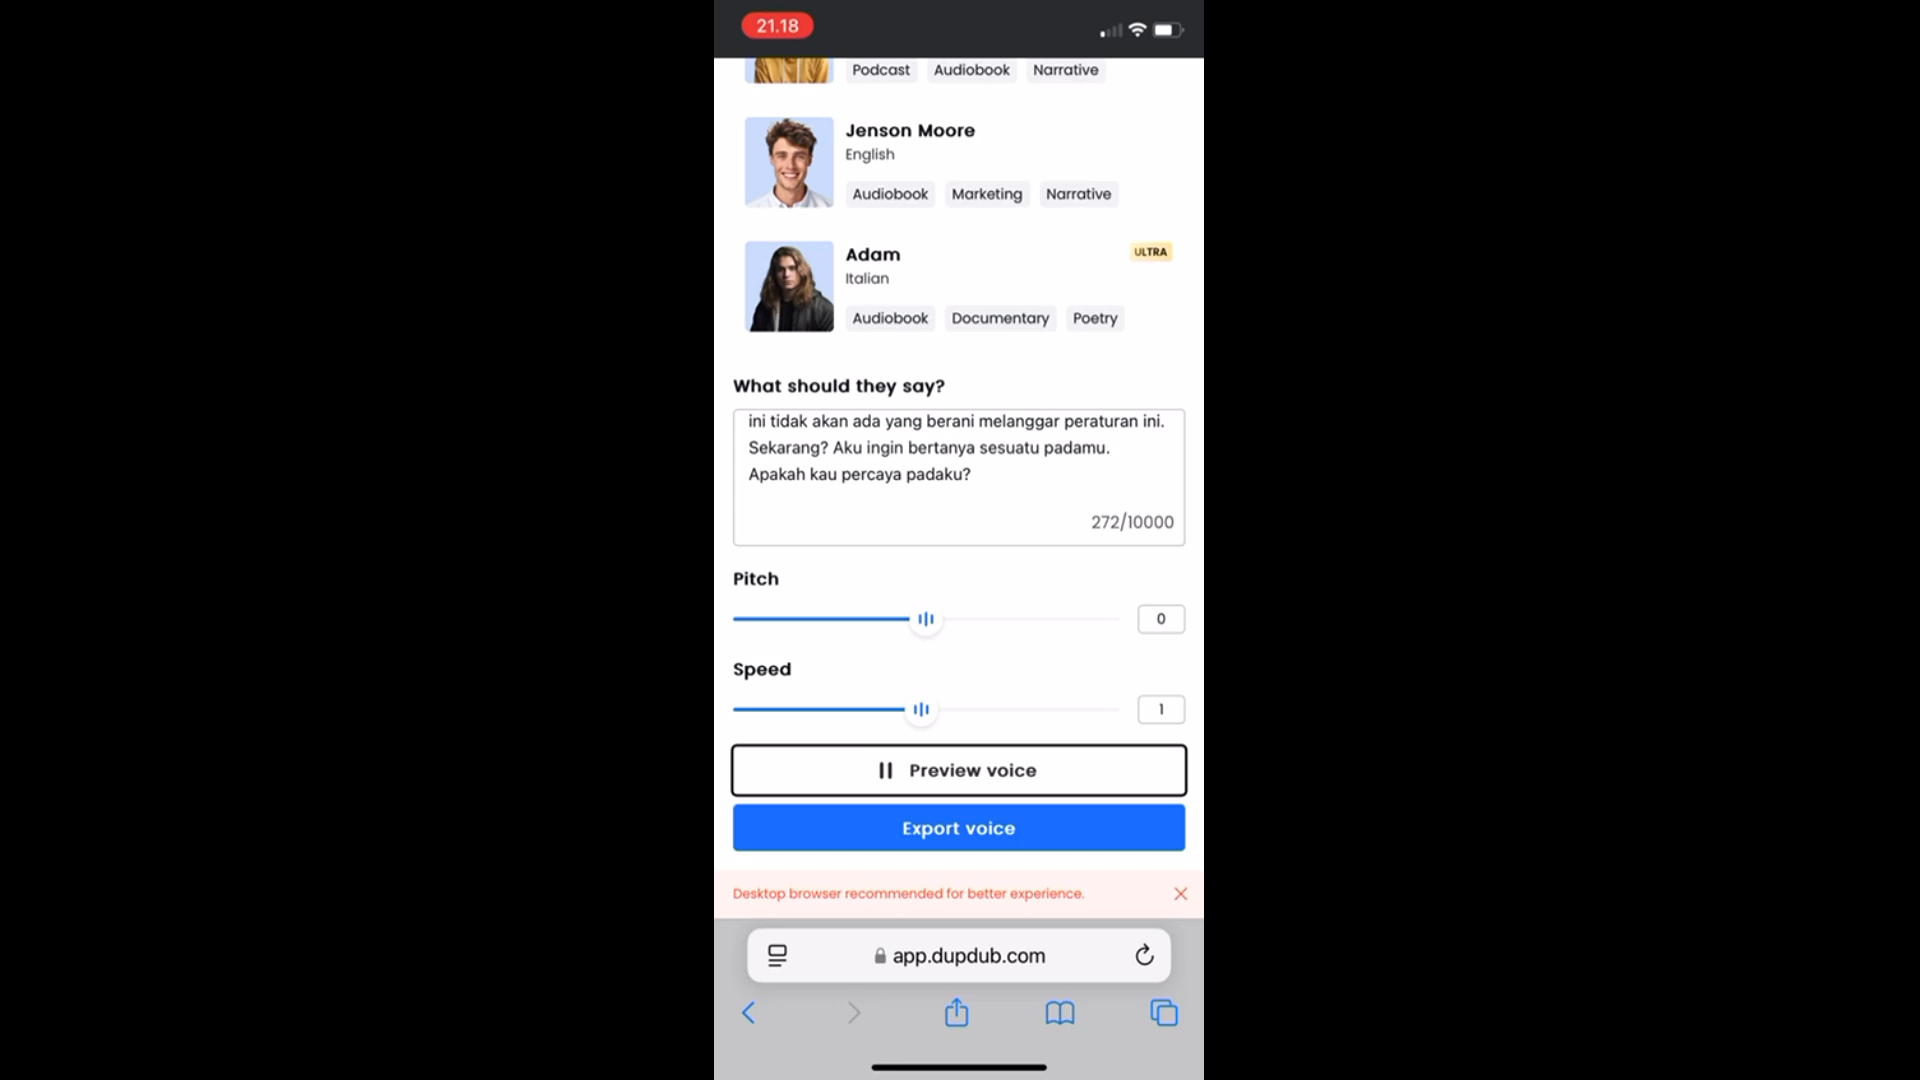 21.18
Podcast Audiobook Narrative
Jenson Moore
English
Audiobook Marketing Narrative
Adam ULTRA
Italian
Audiobook Documentary Poetry
What should they say?
ini tidak akan ada yang berani melanggar peraturan ini.
Sekarang? Aku ingin bertanya sesuatu padamu.
Apakah kau percaya padaku?
272/10000
Pitch
0
Speed
1
Preview voice
Export voice
Desktop browser recommended for better experience.
app.dupdub.com